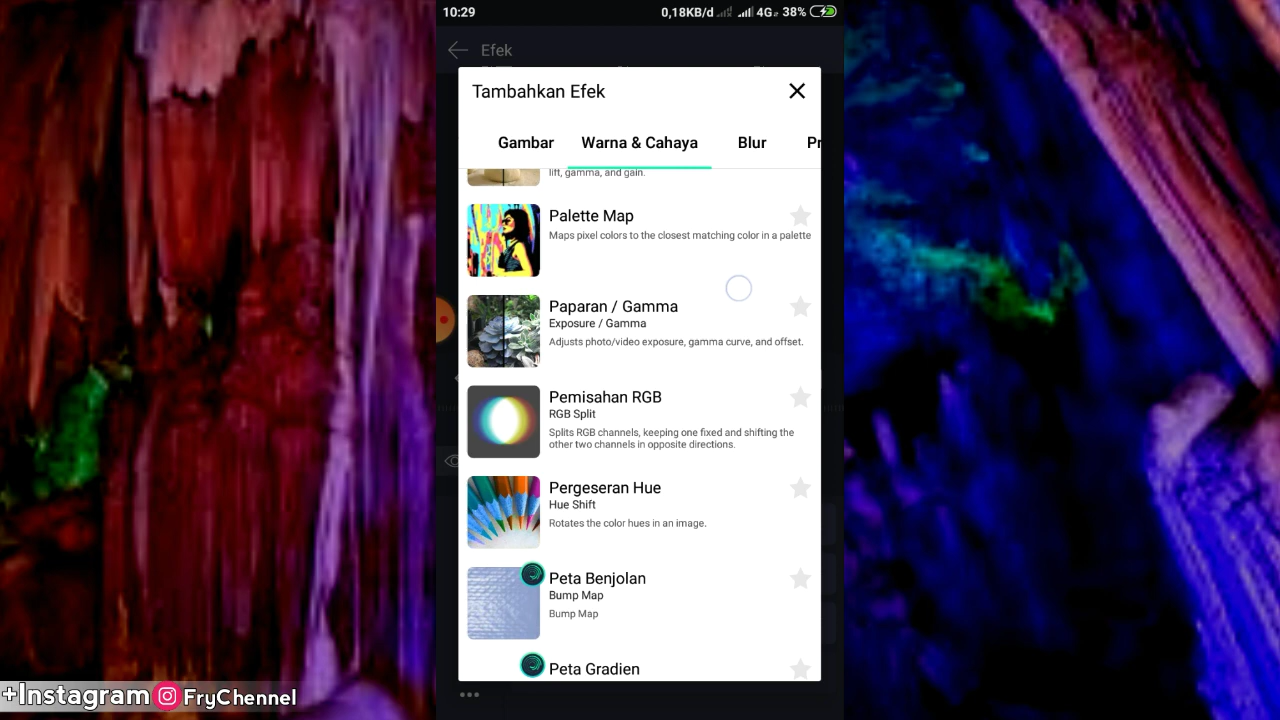 10:29
0,18KB/d
4G
38%
Efek
Tambahkan Efek
Gambar
Warna & Cahaya
Blur
Pr
lift, gamma, and gain.
Palette Map
Maps pixel colors to the closest matching color in a palette
Paparan / Gamma
Exposure / Gamma
Adjusts photo/video exposure, gamma curve, and offset.
Pemisahan RGB
RGB Split
Splits RGB channels, keeping one fixed and shifting the
other two channels in opposite directions.
Pergeseran Hue
Hue Shift
Rotates the color hues in an image.
Peta Benjolan
Bump Map
Bump Map
Peta Gradien
+Instagram FryChennel